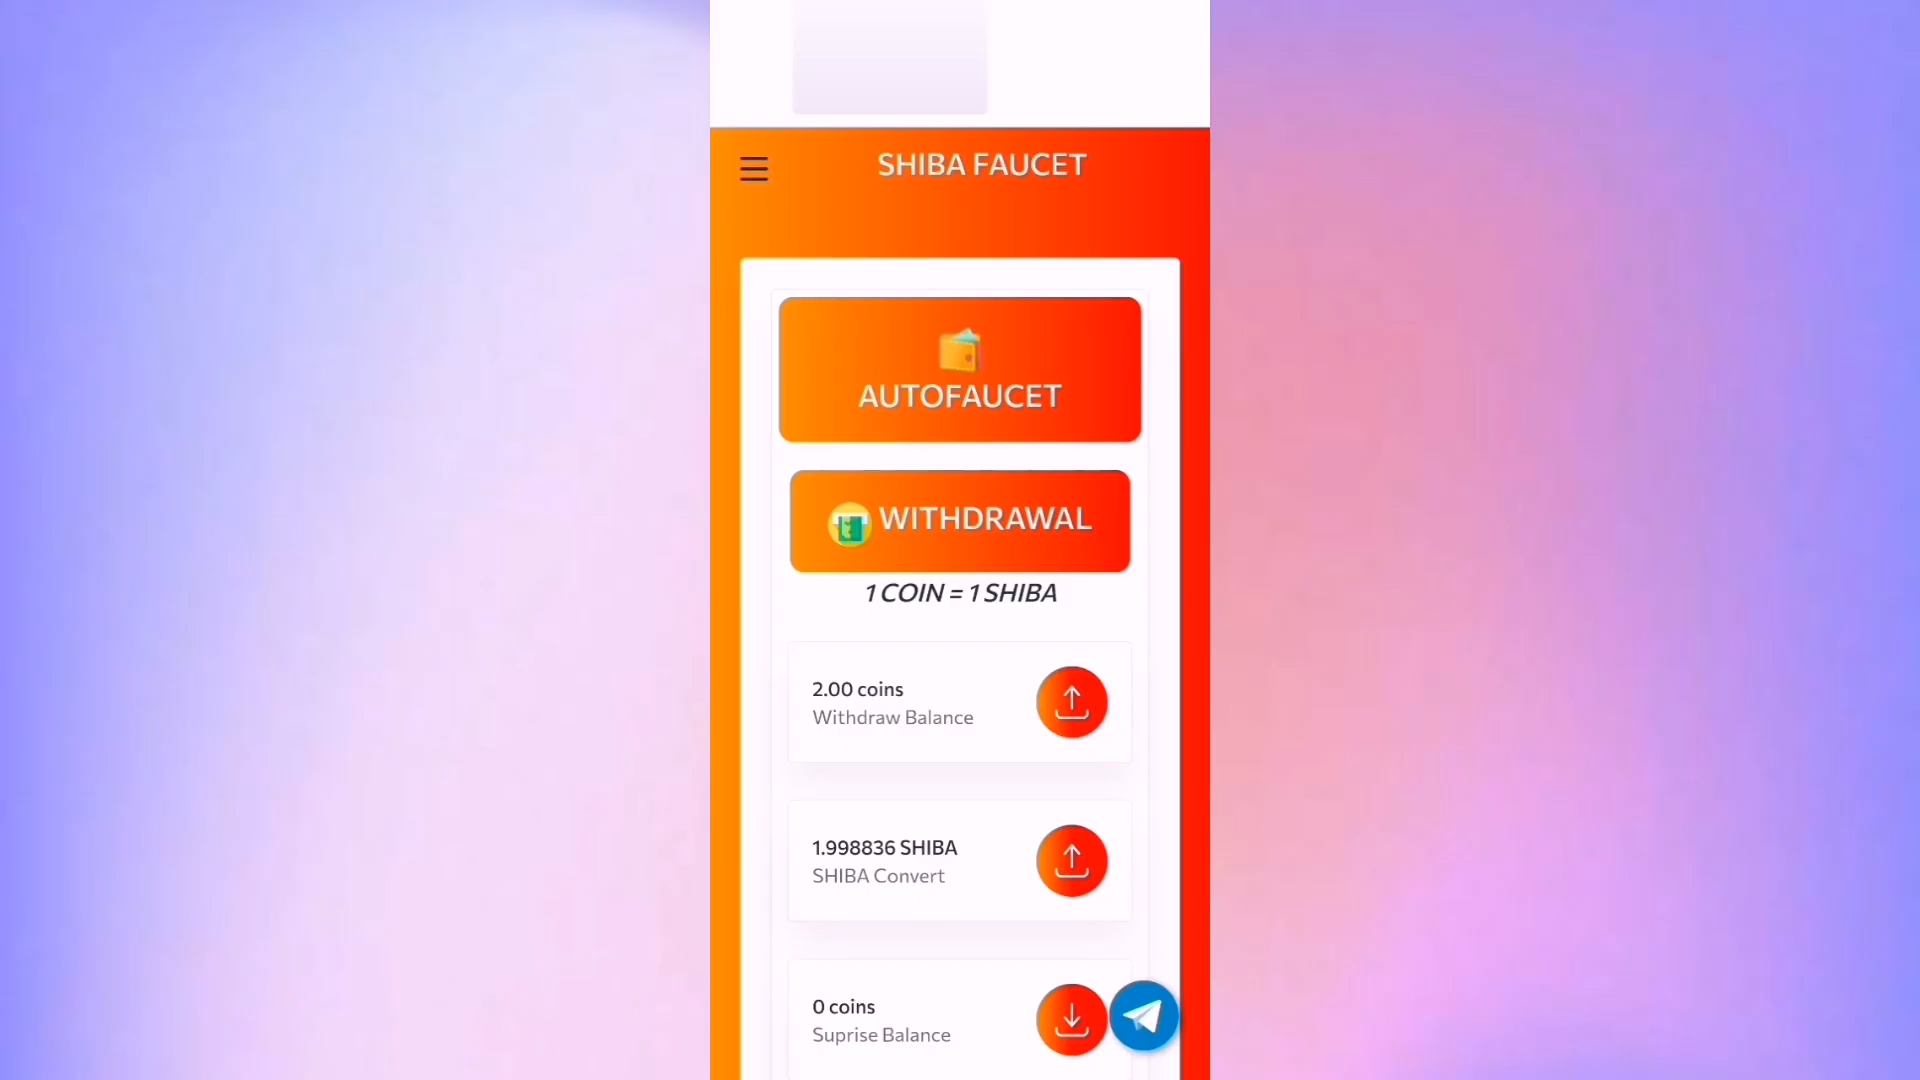 SHIBA FAUCET
AUTOFAUCET
WITHDRAWAL
1 COIN = 1 SHIBA
2.00 coins
Withdraw Balance
1.998836 SHIBA
SHIBA Convert
0 coins
Suprise Balance